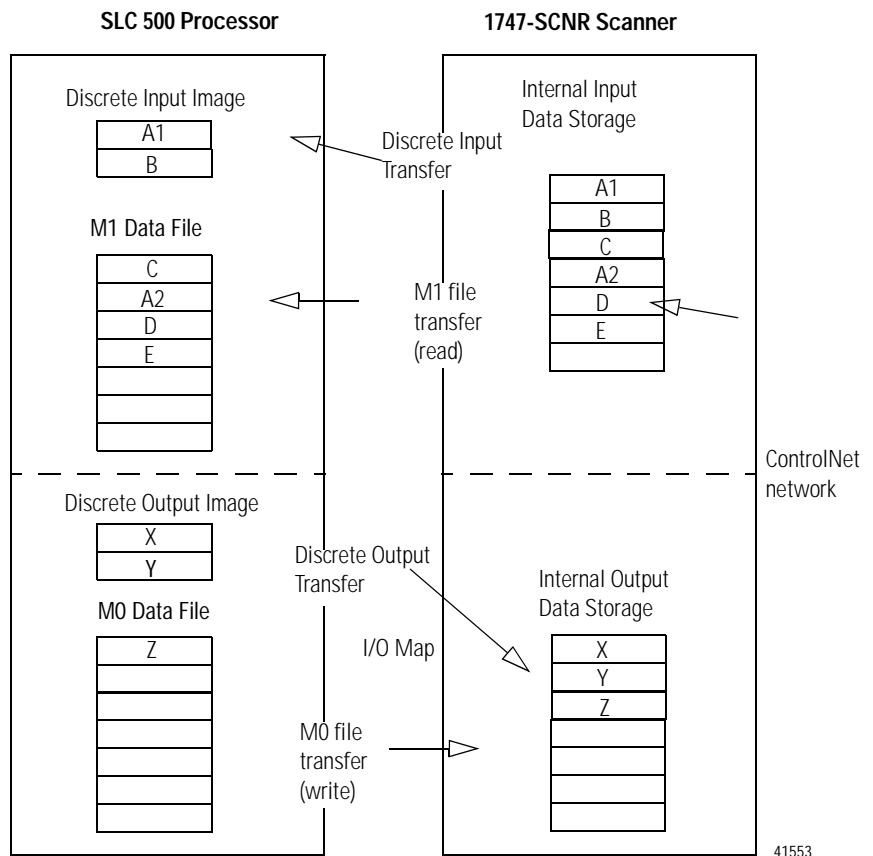 SLC 500 Processor
1747-SCNR Scanner
Discrete Input Image
A1
B
M1 Data File
C
A2
D
E
Discrete Input
Transfer
M1 file
transfer
(read)
Internal Input
Data Storage
A1
B
C
A2
D
E
ControlNet
network
Discrete Output Image
X
Y
M0 Data File
Z
Discrete Output
Transfer
I/O Map
M0 file
transfer
(write)
Internal Output
Data Storage
X
Y
Z
41553